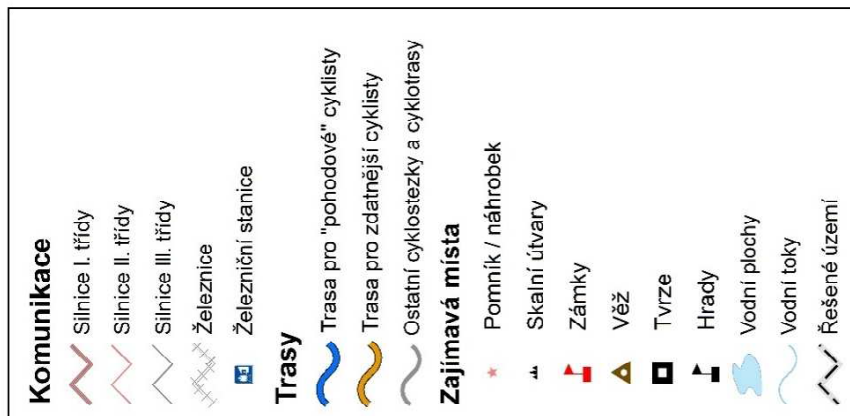 Komunikace
Silnice I. třídy
Silnice II. třídy
Silnice III. třídy
Železnice
Železniční stanice
Trasy
Trasa pro "pohodové" cyklisty
Trasa pro zdatnější cyklisty
Ostatní cyklostezky a cyklotrasy
Zajímavá místa
Pomník / náhrobek
Skalní útvary
Zámky
Věž
Tvrze
Hrady
Vodní plochy
Vodní toky
Řešené území